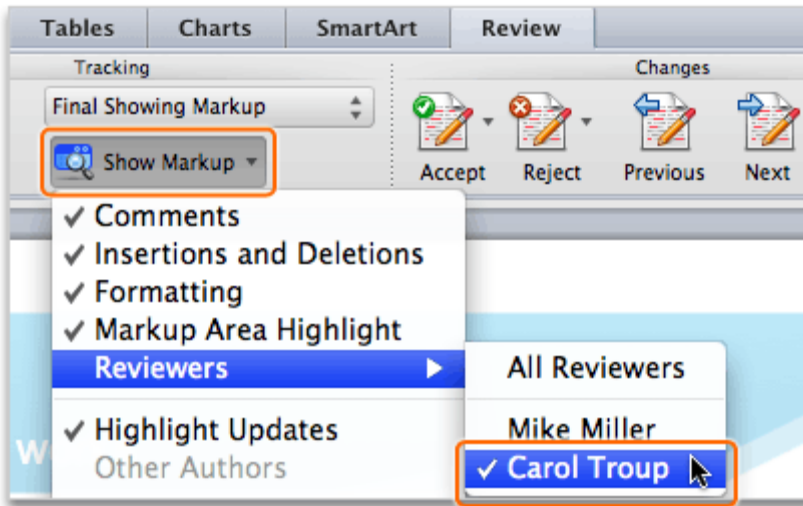 Tables Charts SmartArt Review
Tracking Changes
Final Showing Markup
Show Markup
Accept Reject Previous Next
Comments
Insertions and Deletions
Formatting
Markup Area Highlight
Reviewers
All Reviewers
Highlight Updates
Mike Miller
Other Authors
Carol Troup